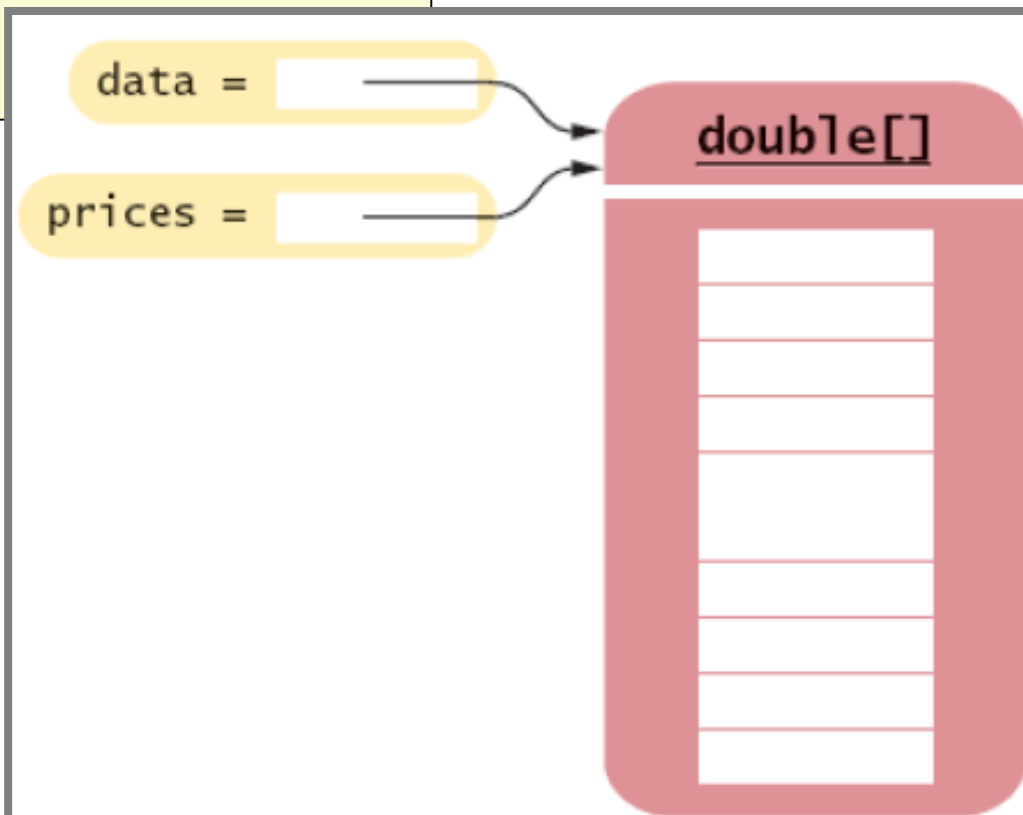 data =
double[]
prices =